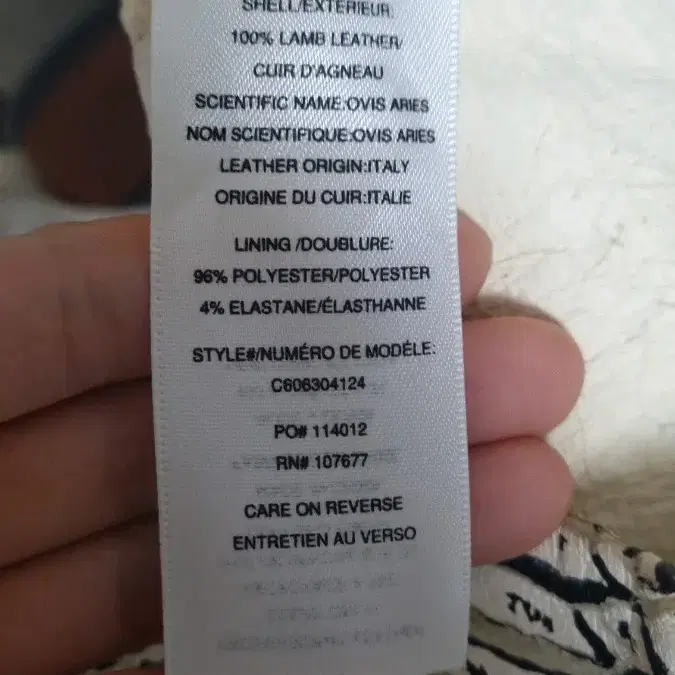 SHELL/EXTERIEUR:
100% LAMB LEATHER/
CUIR D'AGNEAU
SCIENTIFIC NAME:OVIS ARIES
NOM SCIENTIFIQUE:OVIS ARIES
LEATHER ORIGIN:ITALY
ORIGINE DU CUIR:ITALIE
LINING /DOUBLURE:
96% POLYESTER/POLYESTER
4% ELASTANE/ÉLASTHANNE
STYLE#/NUMÉRO DE MODÉLE:
C606304124
PO# 114012
RN# 107677
CARE ON REVERSE
ENTRETIEN AU VERSO